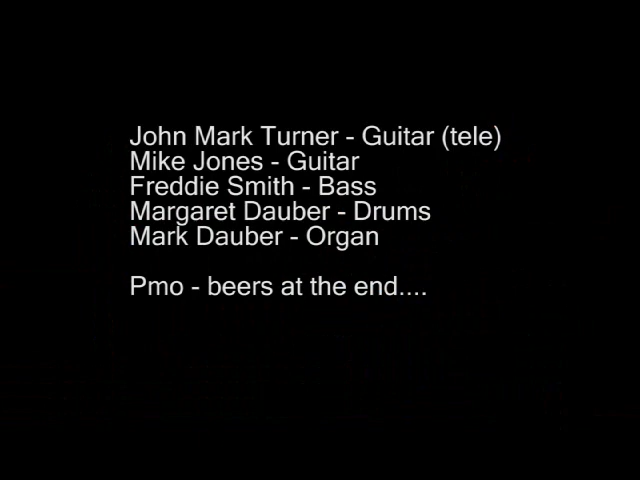 John Mark Turner - Guitar (tele)
Mike Jones - Guitar
Freddie Smith - Bass
Margaret Dauber - Drums
Mark Dauber - Organ
Pmo - beers at the end....